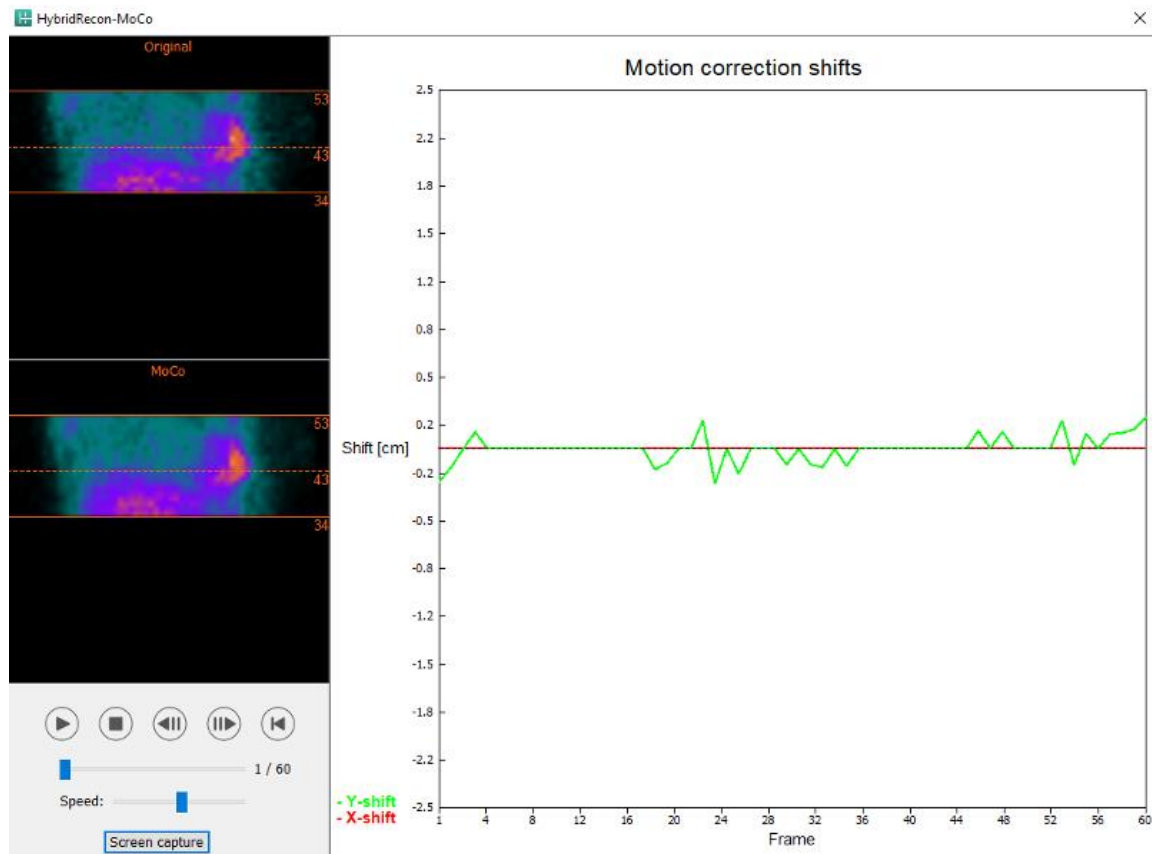 HybridRecon-MoCo
Original
53
43
34
MoCo
53
43
34
1 / 60
Speed:
Screen capture
Motion correction shifts
2.5
2.2
1.8
1.5
1.2
0.8
0.5
0.2
Shift [cm]
-0.2
-0.5
-0.8
-1.2
-1.5
-1.8
-2.2
-2.5
- Y-shift
- X-shift
1 4 8 12 16 20 24 28 32 36 40 44 48 52 56 60
Frame